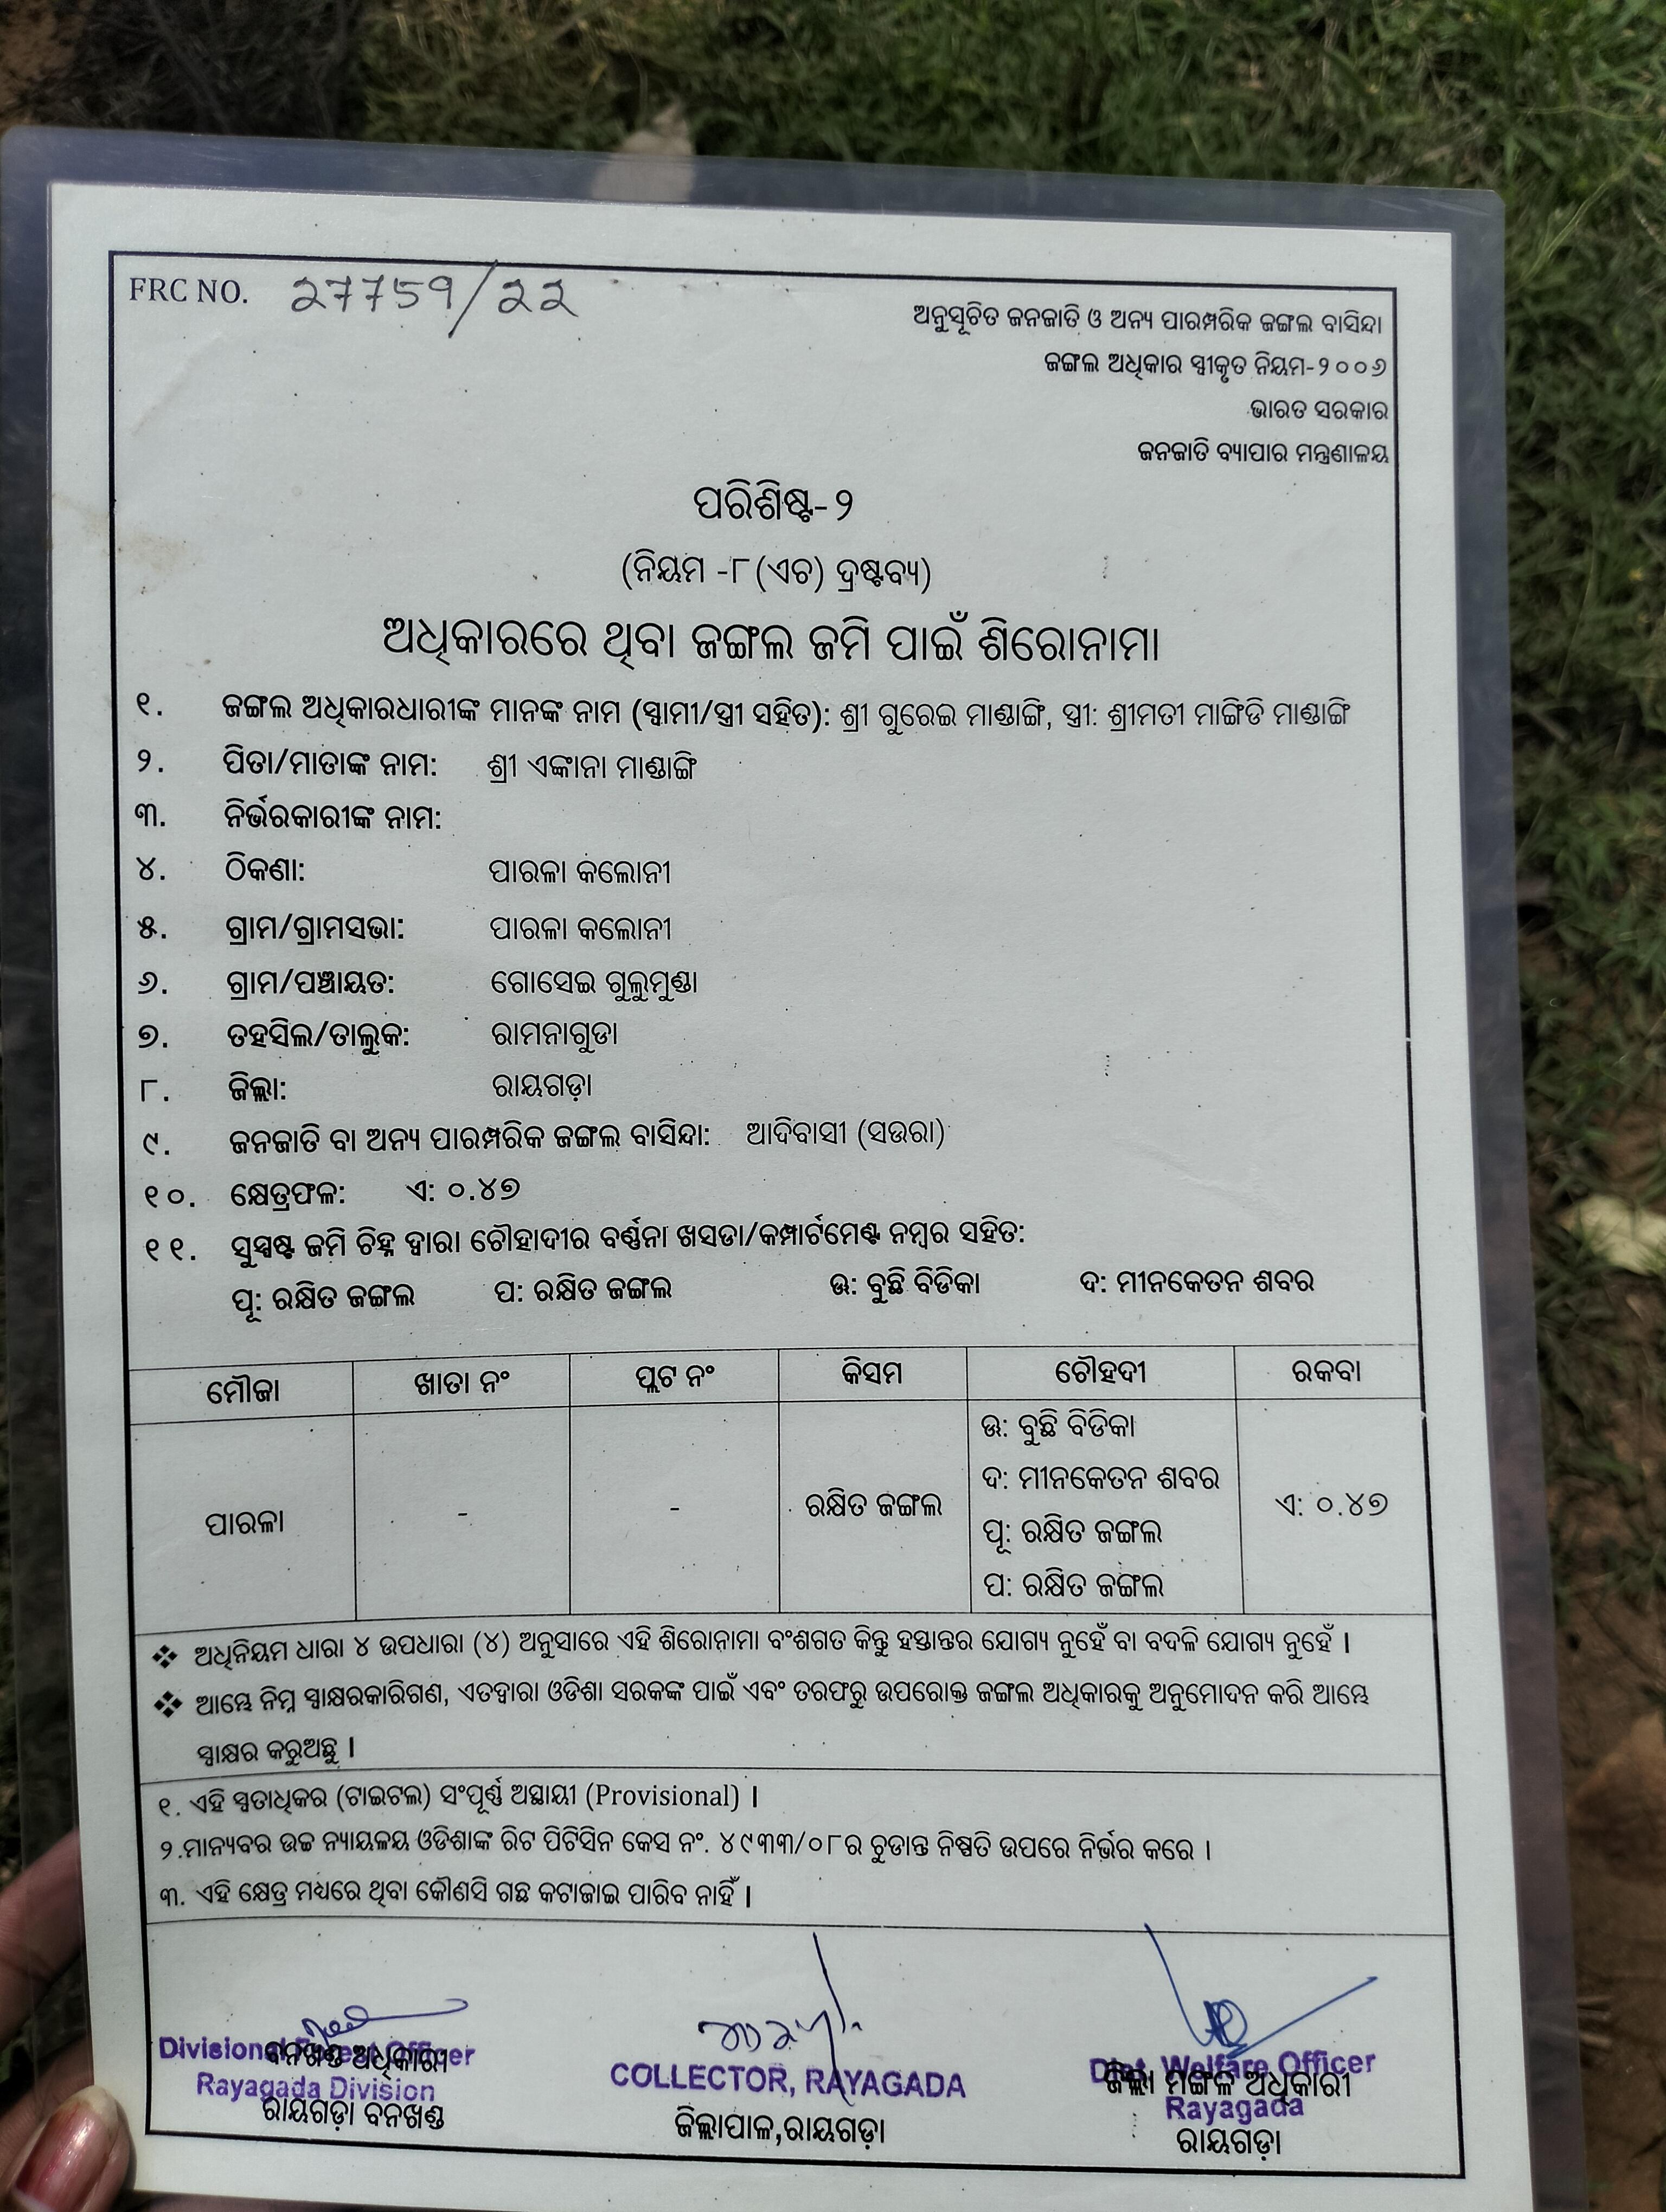 FRC NO. 27759/22
ଅନୁସୂଚିତ ଜନଜାତି ଓ ଅନ୍ୟ ପାରମ୍ପରିକ ଜଙ୍ଗଲ ବାସିନ୍ଦା
ଜଙ୍ଗଲ ଅଧିକାର ସ୍ୱୀକୃତ ନିୟମ-୨୦୦୬
ଭାରତ ସରକାର
ଜନଜାତି ବ୍ୟାପାର ମନ୍ତ୍ରଣାଳୟ
ପରିଶିଷ୍ଟ-୨
(ନିୟମ -୮(ଏଚ) ଦ୍ରଷ୍ଟବ୍ୟ)
ଅଧିକାରରେ ଥିବା ଜଙ୍ଗଲ ଜମି ପାଇଁ ଶିରୋନାମା
୧. ଜଙ୍ଗଲ ଅଧିକାରଧାରୀଙ୍କ ମାନଙ୍କ ନାମ (ସ୍ୱାମୀ/ସ୍ତ୍ରୀ ସହିତ): ଶ୍ରୀ ଗୁରେଇ ମାଣ୍ଡାଙ୍ଗି, ସ୍ତ୍ରୀ: ଶ୍ରୀମତୀ ମାଙ୍ଗିଡି ମାଣ୍ଡାଙ୍ଗି
୨. ପିତା/ମାତାଙ୍କ ନାମ: ଶ୍ରୀ ଏଙ୍କାନା ମାଣ୍ଡାଙ୍ଗି
୩. ନିର୍ଭରକାରୀଙ୍କ ନାମ:
୪. ଠିକଣା: ପାରଳା କଲୋନୀ
୫. ଗ୍ରାମ/ଗ୍ରାମସଭା: ପାରଳା କଲୋନୀ
୬. ଗ୍ରାମ/ପଞ୍ଚାୟତ: ଗୋସେଇ ଗୁଲୁମୁଣ୍ଡା
୭. ତହସିଲ/ତାଲୁକ: ରାମନାଗୁଡା
୮. ଜିଲ୍ଲା: ରାୟଗଡ଼ା
୯. ଜନଜାତି ବା ଅନ୍ୟ ପାରମ୍ପରିକ ଜଙ୍ଗଲ ବାସିନ୍ଦା: ଆଦିବାସୀ (ସଉରା)
୧୦. କ୍ଷେତ୍ରଫଳ: ଏ: ୦.୪୭
୧୧. ସୁସ୍ପଷ୍ଟ ଜମି ଚିହ୍ନ ଦ୍ୱାରା ଚୌହାଦୀର ବର୍ଣ୍ଣନା ଖସଡା/କମ୍ପାର୍ଟମେଣ୍ଟ ନମ୍ବର ସହିତ:
ପୂ: ରକ୍ଷିତ ଜଙ୍ଗଲ ପ: ରକ୍ଷିତ ଜଙ୍ଗଲ ଉ: ବୁଛି ବିଡିକା ଦ: ମୀନକେତନ ଶବର
ମୌଜା ଖାତା ନଂ ପ୍ଲଟ ନଂ କିସମ ଚୌହଦୀ ରକବା
ପାରଳା - - ରକ୍ଷିତ ଜଙ୍ଗଲ ଉ: ବୁଛି ବିଡିକା
ଦ: ମୀନକେତନ ଶବର
ପୂ: ରକ୍ଷିତ ଜଙ୍ଗଲ
ପ: ରକ୍ଷିତ ଜଙ୍ଗଲ
ଏ: ୦.୪୭
❖ ଅଧିନିୟମ ଧାରା ୪ ଉପଧାରା (୪) ଅନୁସାରେ ଏହି ଶିରୋନାମା ବଂଶଗତ କିନ୍ତୁ ହସ୍ତାନ୍ତର ଯୋଗ୍ୟ ନୁହେଁ ବା ବଦଳି ଯୋଗ୍ୟ ନୁହେଁ ।
❖ ଆମ୍ଭେ ନିମ୍ନ ସ୍ୱାକ୍ଷରକାରିଗଣ, ଏତଦ୍ୱାରା ଓଡିଶା ସରକଙ୍କ ପାଇଁ ଏବଂ ତରଫରୁ ଉପରୋକ୍ତ ଜଙ୍ଗଲ ଅଧିକାରକୁ ଅନୁମୋଦନ କରି ଆମ୍ଭେ
ସ୍ୱାକ୍ଷର କରୁଅଛୁ ।
୧. ଏହି ସ୍ୱତାଧିକର (ଟାଇଟଲ) ସଂପୂର୍ଣ୍ଣ ଅସ୍ଥାୟୀ (Provisional) ।
୨.ମାନ୍ୟବର ଉଚ୍ଚ ନ୍ୟାୟଳୟ ଓଡିଶାଙ୍କ ରିଟ ପିଟିସିନ କେସ ନଂ. ୪୯୩୩/୦୮ର ଚୁଡାନ୍ତ ନିଷ୍ପତି ଉପରେ ନିର୍ଭର କରେ ।
୩. ଏହି କ୍ଷେତ୍ର ମଧ୍ୟରେ ଥିବା କୌଣସି ଗଛ କଟାଜାଇ ପାରିବ ନାହିଁ ।
Divisional Forest Officer
ବନଖଣ୍ଡ ଅଧିକାରୀ
Rayagada Division
ରାୟଗଡ଼ା ବନଖଣ୍ଡ
COLLECTOR, RAYAGADA
ଜିଲ୍ଲାପାଳ,ରାୟଗଡ଼ା
Dist. Welfare Officer
ଜିଲ୍ଲା ମଙ୍ଗଳ ଅଧିକାରୀ
Rayagada
ରାୟଗଡ଼ା